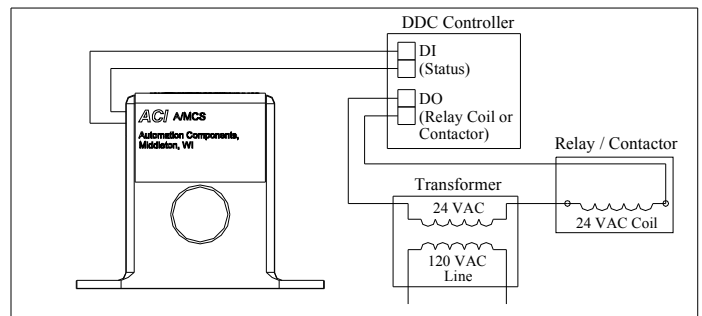 DDC Controller
DI
(Status)
DO
(Relay Coil or
Contactor)
ACI A/MCS
Automation Components,
Middleton, WI
Relay / Contactor
24 VAC Coil
Transformer
24 VAC
120 VAC
Line